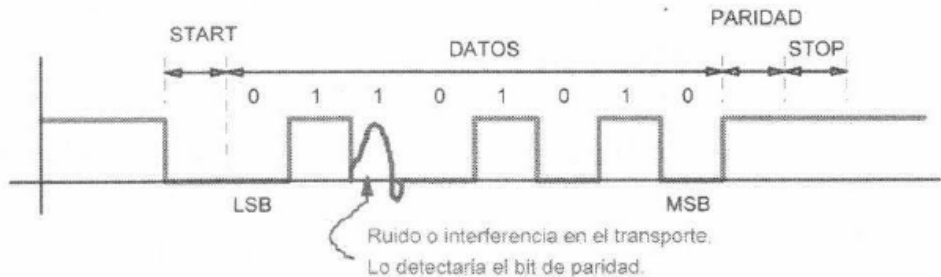 PARIDAD
START
DATOS
STOP
0 1 1 0 1 0 1 0
LSB
MSB
Ruido o interferencia en el transporte.
Lo detectaría el bit de paridad.